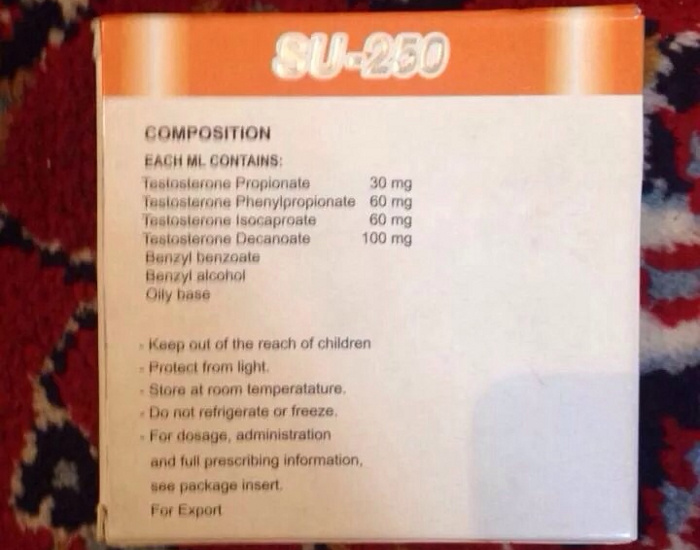 SU-250
COMPOSITION
EACH ML CONTAINS:
Testosterone Propionate 30 mg
Testosterone Phenylpropionate 60 mg
Testosterone Isocaproate 60 mg
Testosterone Decanoate 100 mg
Benzyl benzoate
Benzyl alcohol
Oily base
- Keep out of the reach of children
- Protect from light.
- Store at room temperatature.
- Do not refrigerate or freeze.
- For dosage, administration
and full prescribing information,
see package insert.
For Export